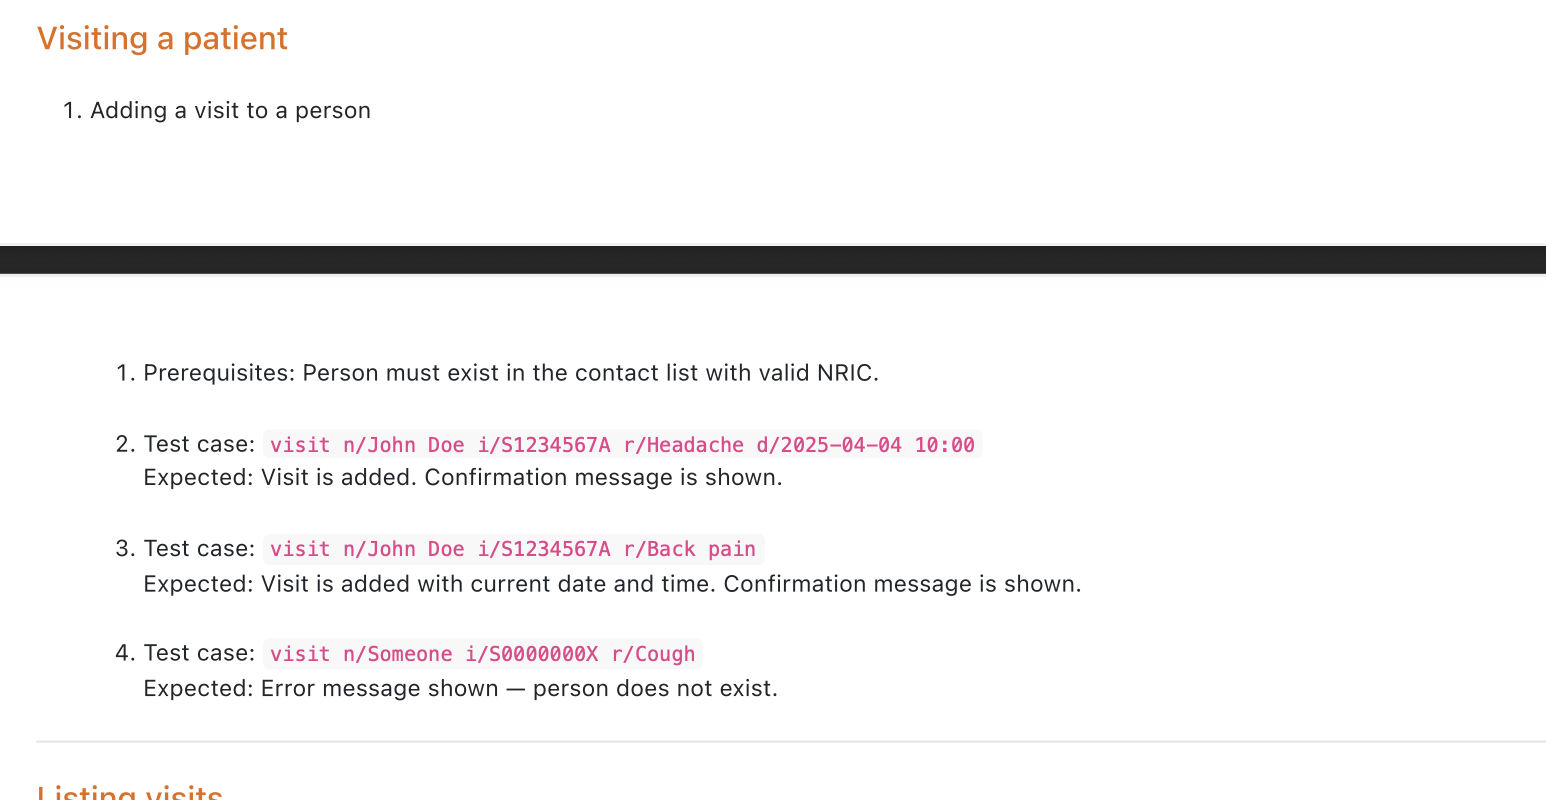 Visiting a patient
1. Adding a visit to a person
1. Prerequisites: Person must exist in the contact list with valid NRIC.
2. Test case: visit n/John Doe i/S1234567A r/Headache d/2025-04-04 10:00
Expected: Visit is added. Confirmation message is shown.
3. Test case: visit n/John Doe i/S1234567A r/Back pain
Expected: Visit is added with current date and time. Confirmation message is shown.
4. Test case: visit n/Someone i/S0000000X r/Cough
Expected: Error message shown — person does not exist.
Listing visits